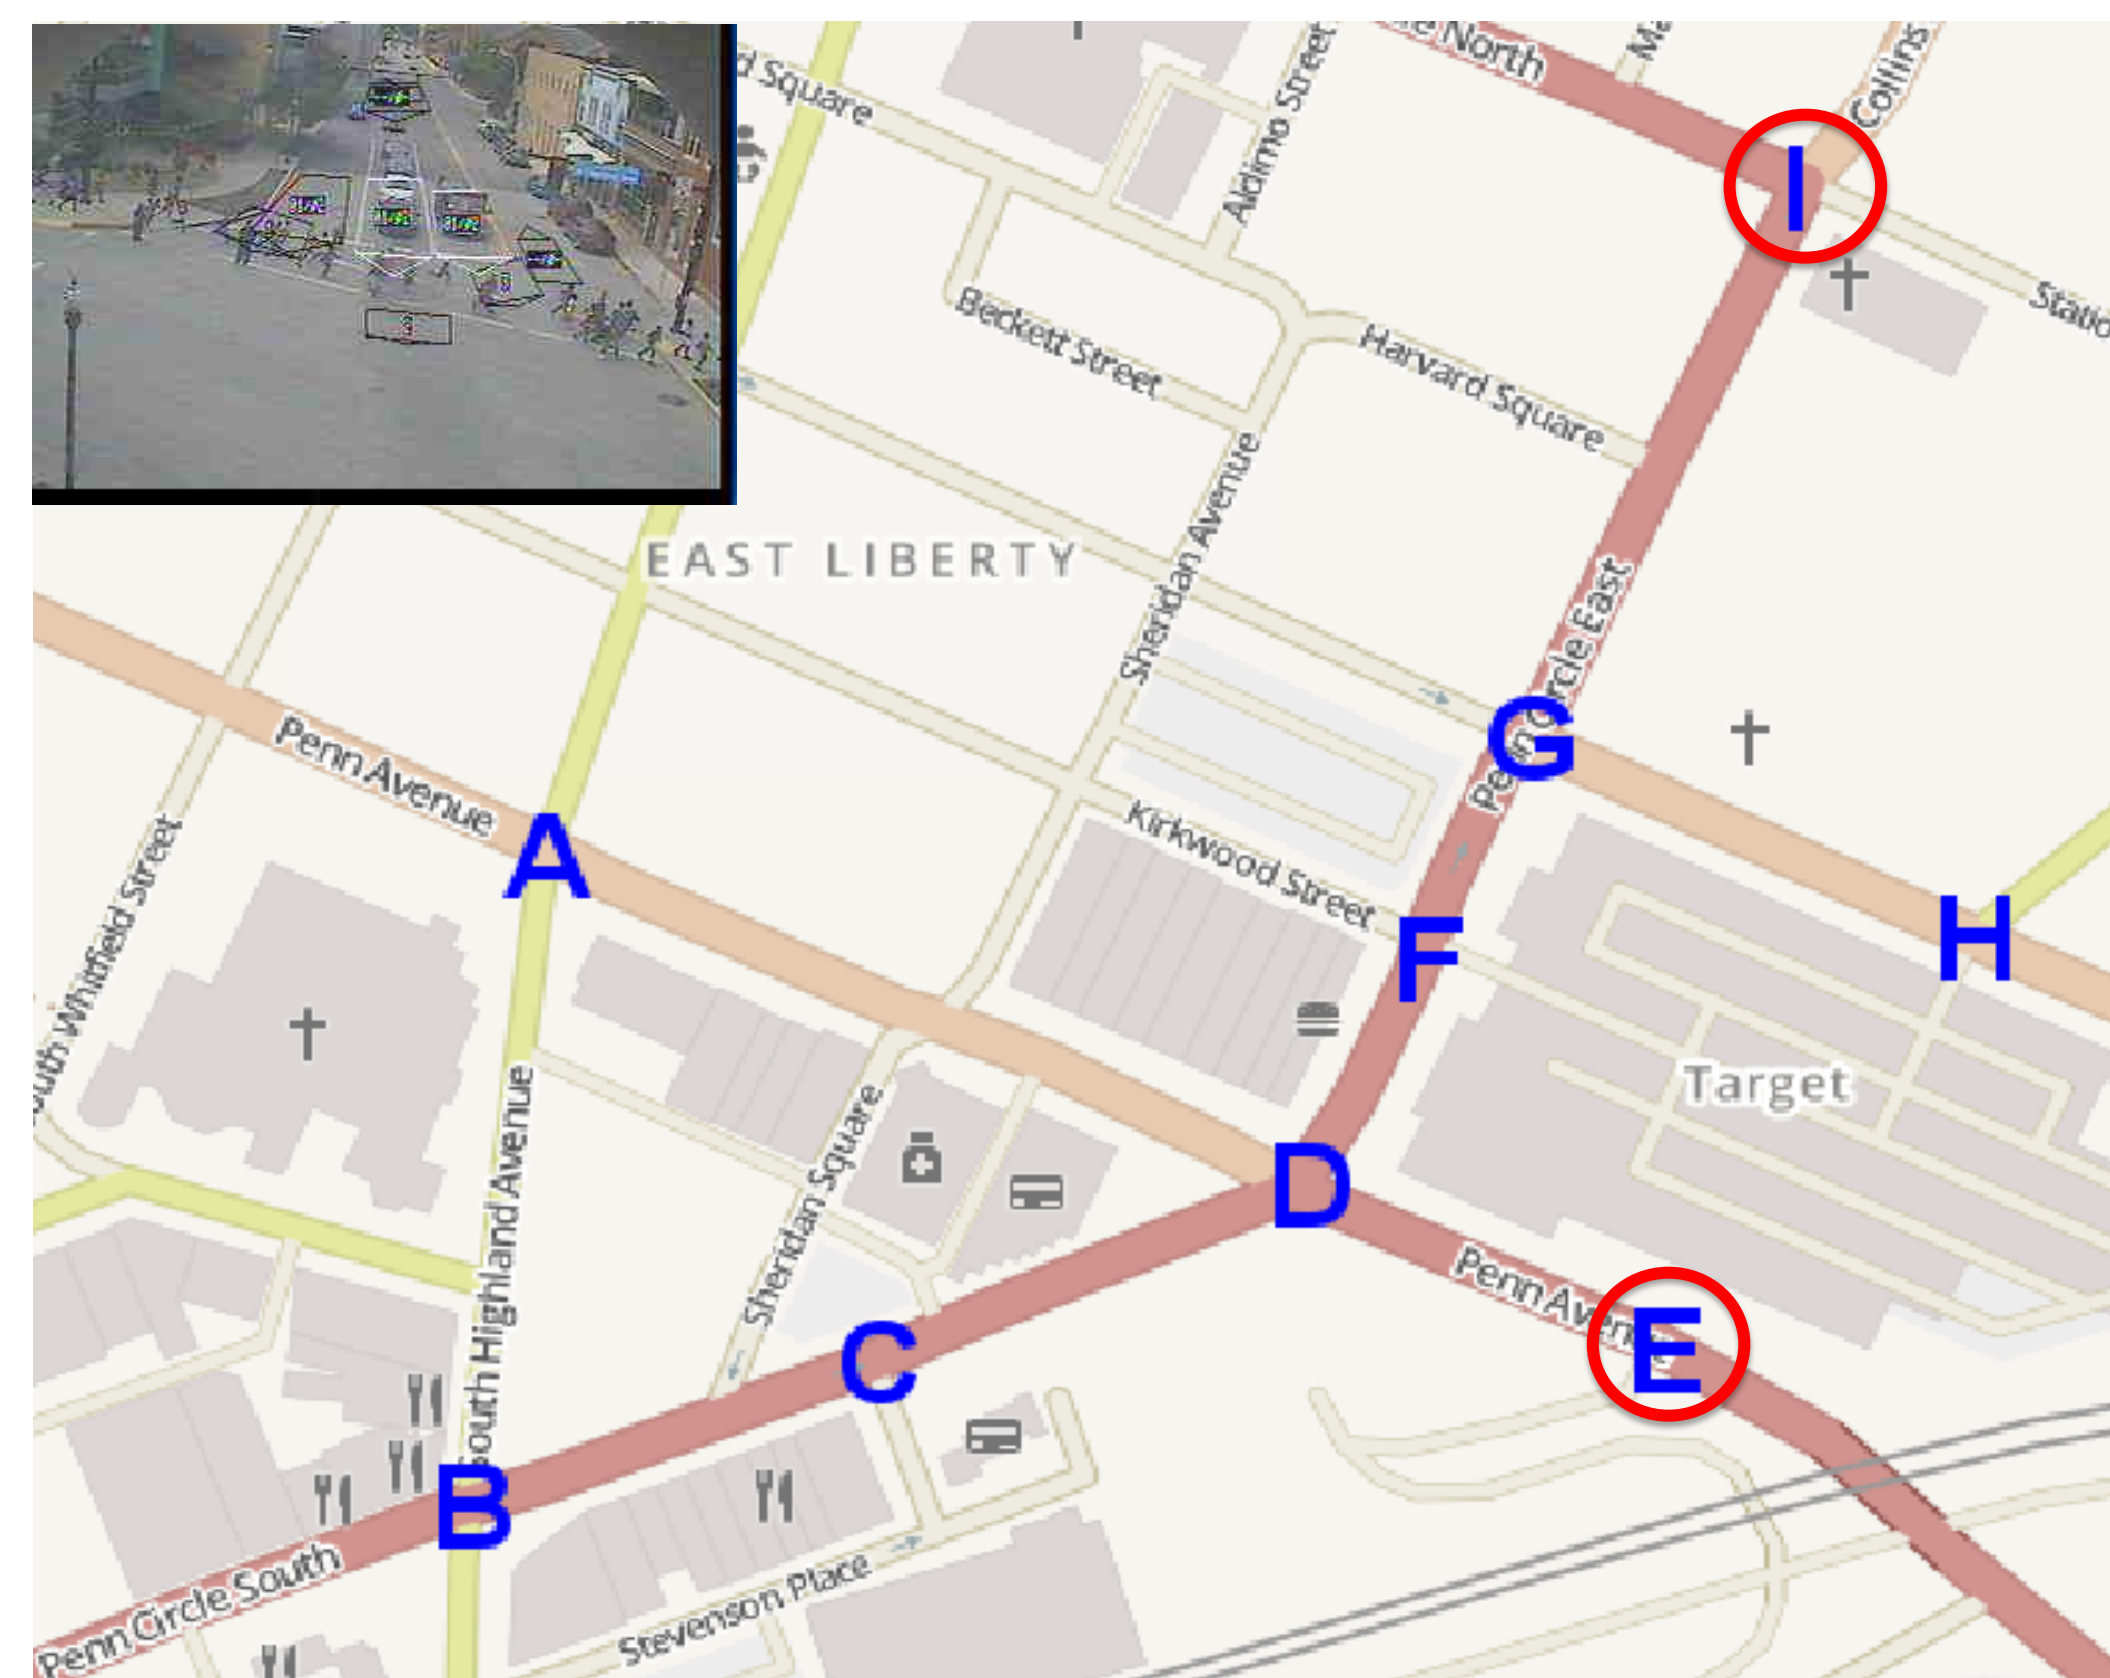 North
Collins
d Square
Aldimo Street
I
Beckett Street
Harvard Square
EAST LIBERTY
Sheridan Avenue
Penn Circle East
G
Penn Avenue
A
Kirkwood Street
South Whitfield Street
F
H
Target
South Highland Avenue
Sheridan Square
D
Penn Avenue
E
C
B
Penn Circle South
Stevenson Place